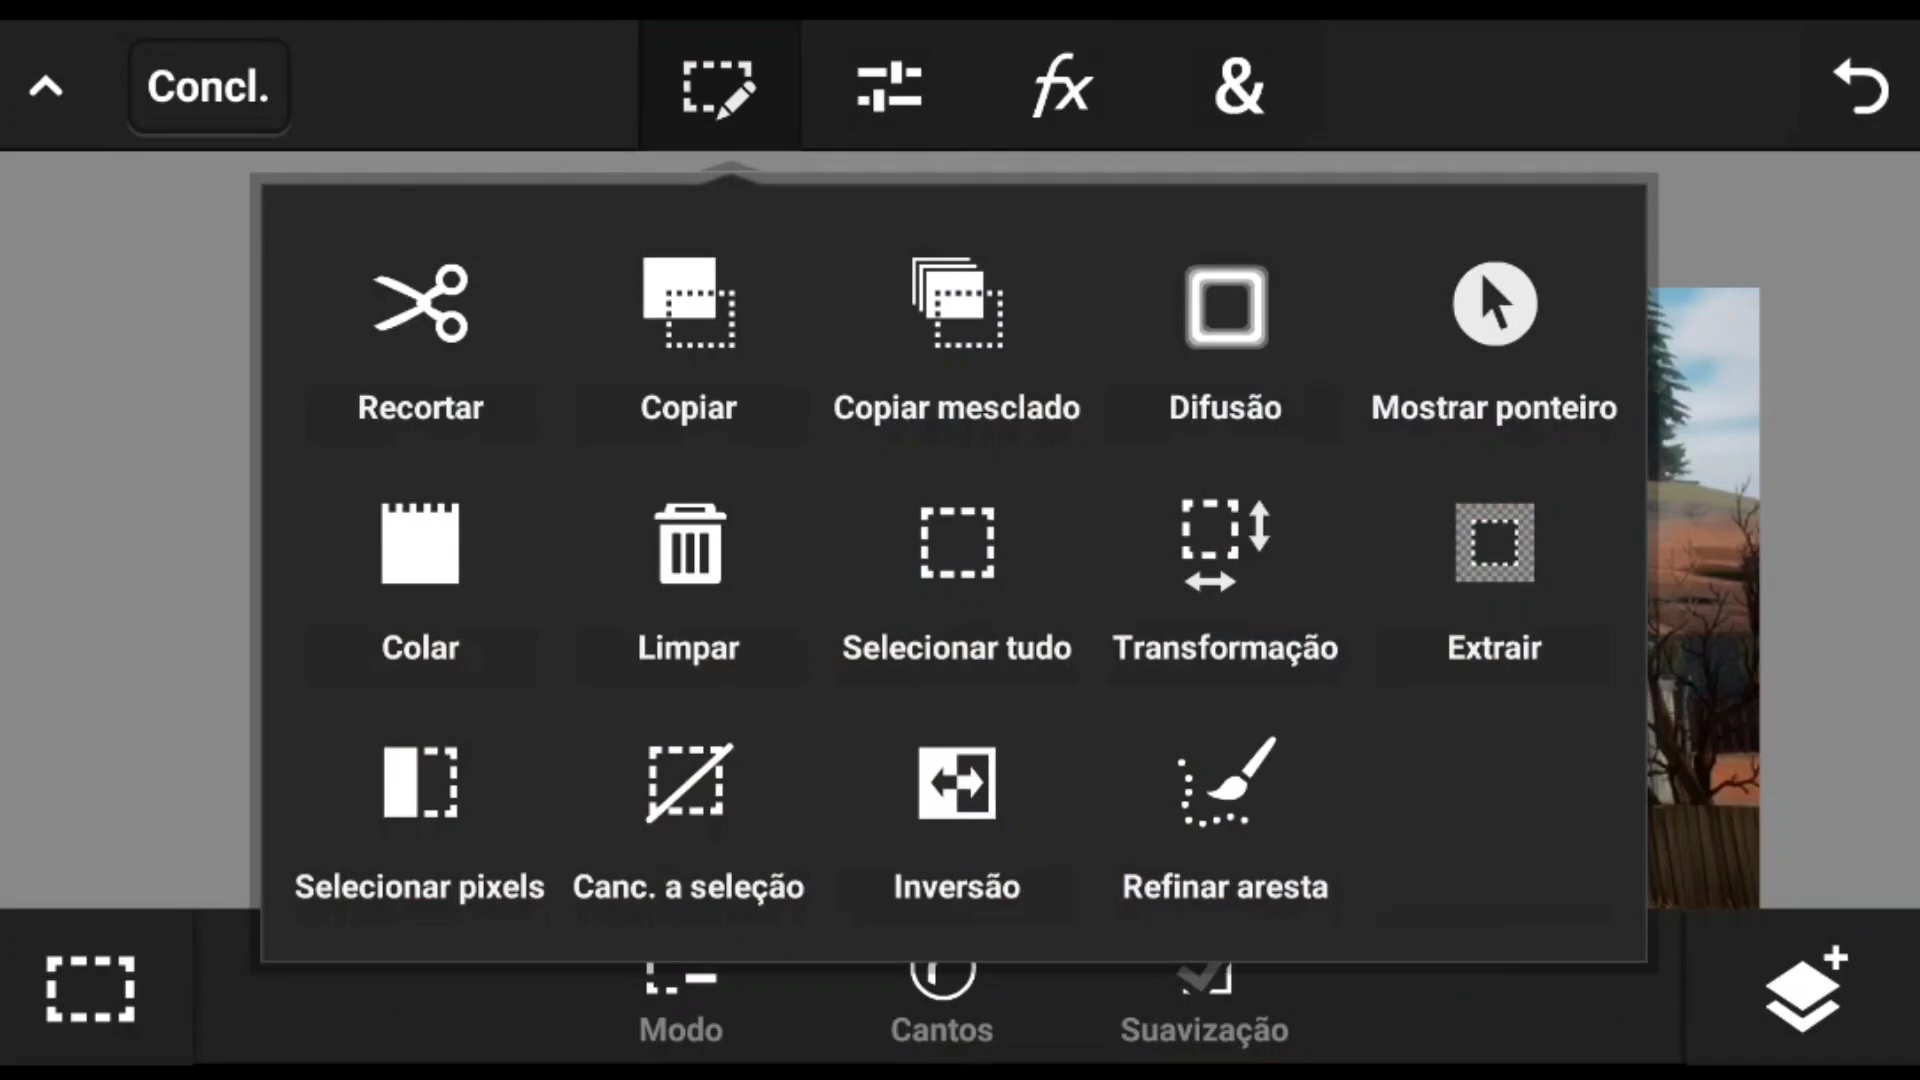 Concl. fx &
Recortar Copiar Copiar mesclado Difusão Mostrar ponteiro
Colar Limpar Selecionar tudo Transformação Extrair
Selecionar pixels Canc. a seleção Inversão Refinar aresta
Modo Cantos Suavização